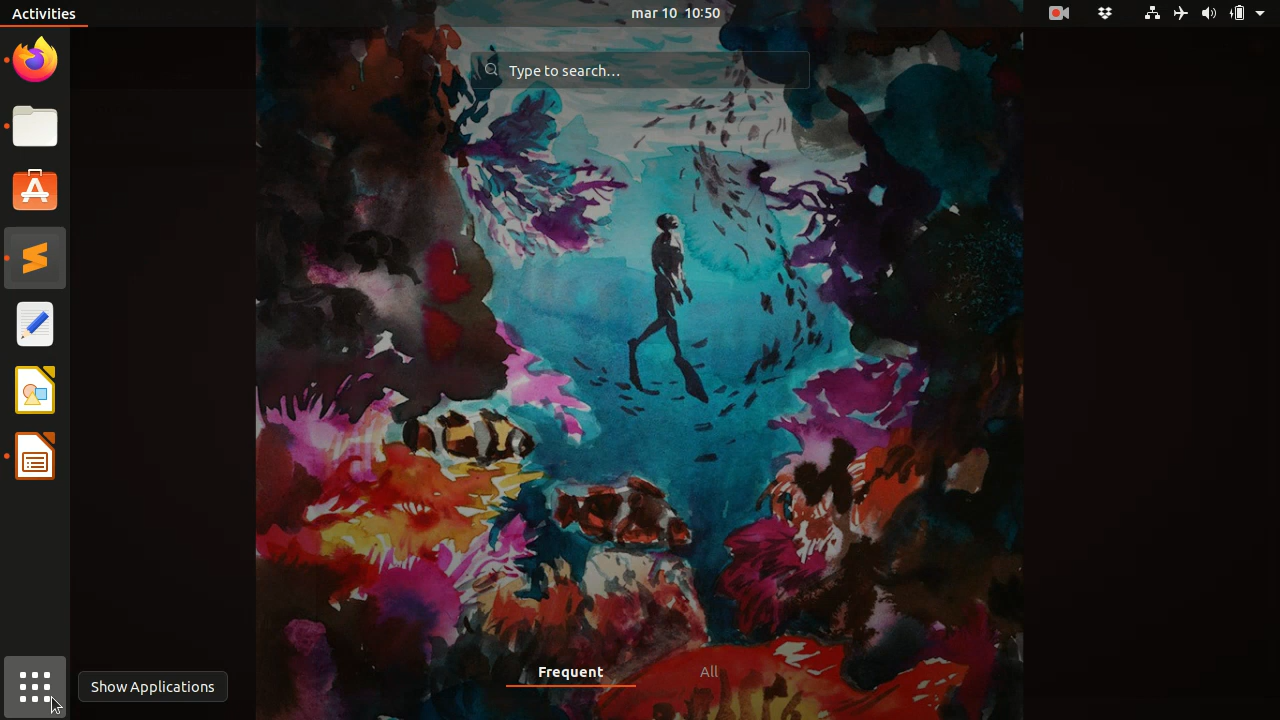 Activities
mar 10 10:50
Type to search…
Frequent
All
Show Applications